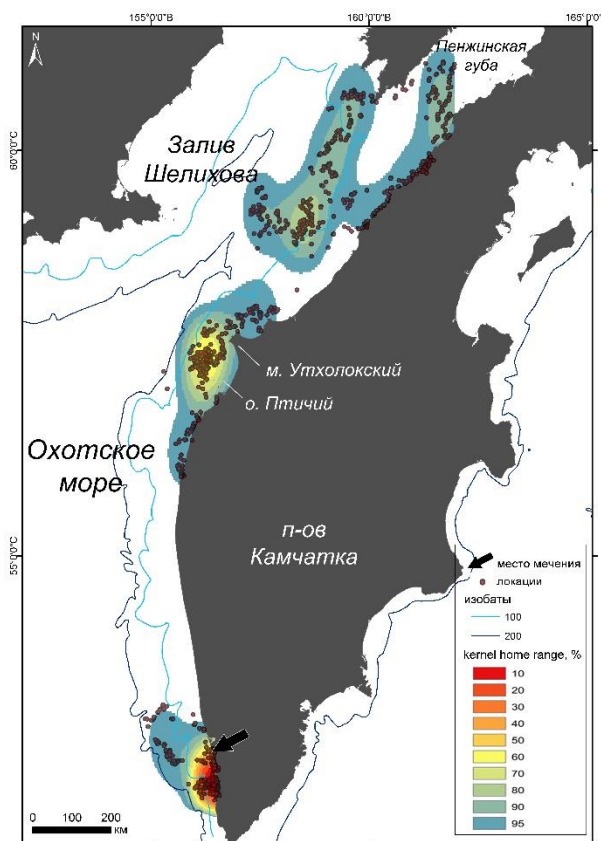 155°0'0"В
160°0'0"В
165°0'
N
Пенжинская
губа
60°0'0"С
Залив
Шелихова
м. Утхолокский
о. Птичий
Охотское
море
п-ов
Камчатка
55°0'0"С
место мечения
локации
изобаты
100
200
kernel home range, %
10
20
30
40
50
60
70
80
90
95
0 100 200
км